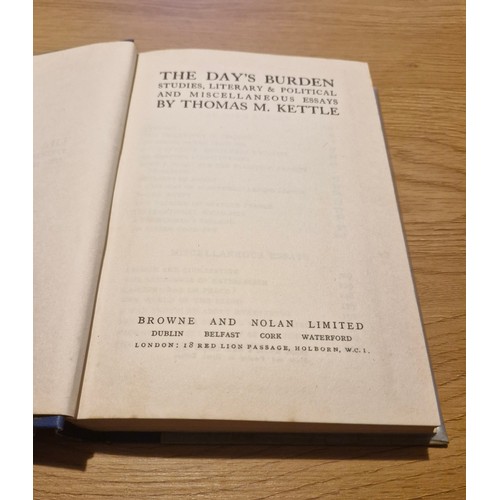 THE DAY'S BURDEN
STUDIES, LITERARY & POLITICAL
AND MISCELLANEOUS ESSAYS
BY THOMAS M. KETTLE
BROWNE AND NOLAN LIMITED
DUBLIN BELFAST CORK WATERFORD
LONDON: 18 RED LION PASSAGE, HOLBORN, W.C. 1.